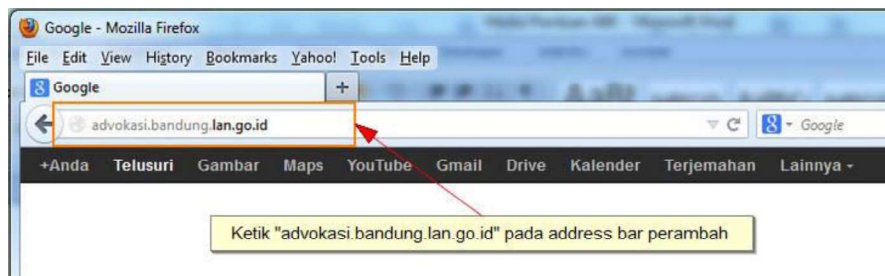 Google - Mozilla Firefox
File Edit View History Bookmarks Yahoo! Tools Help
Google +
advokasi.bandung.lan.go.id Google
+Anda Telusuri Gambar Maps YouTube Gmail Drive Kalender Terjemahan Lainnya
Ketik "advokasi.bandung.lan.go.id" pada address bar perambah